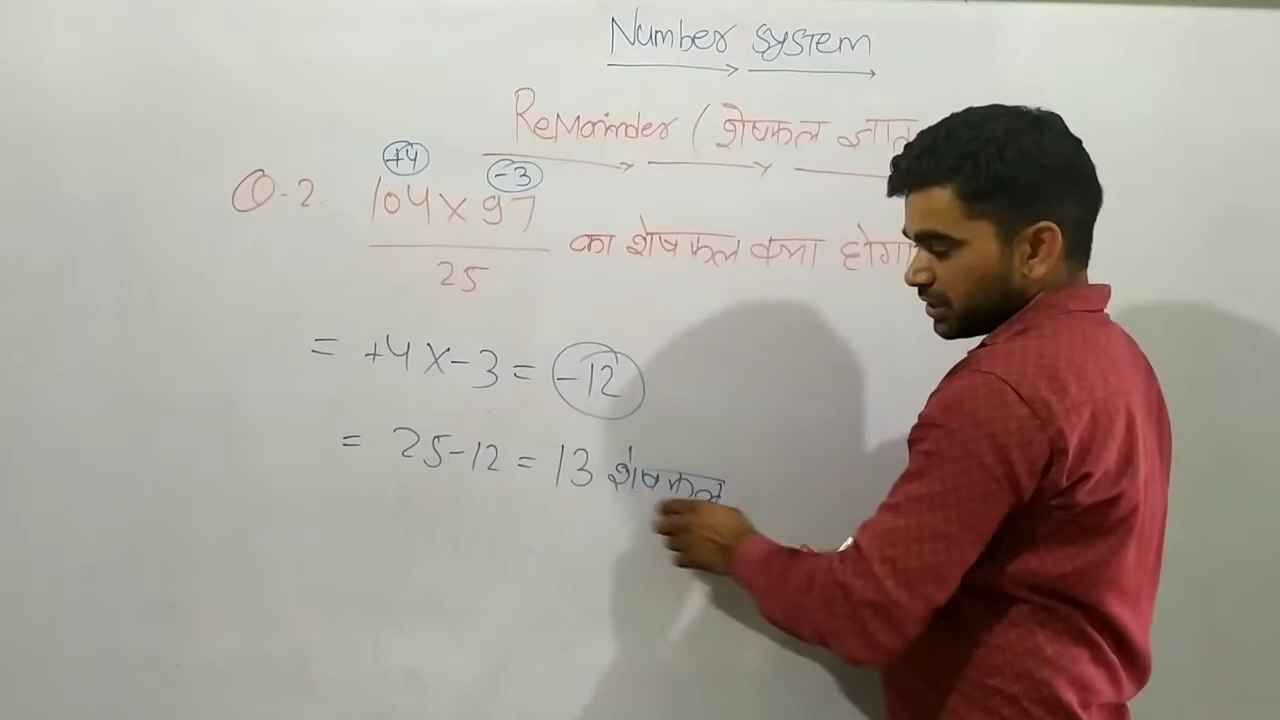 Number system
Remainder (शेषफल ज्ञात
+4 -3
Q-2. 104 x 97
25
का शेषफल क्या होगा
= +4 x -3 = -12
= 25-12 = 13 शेषफल